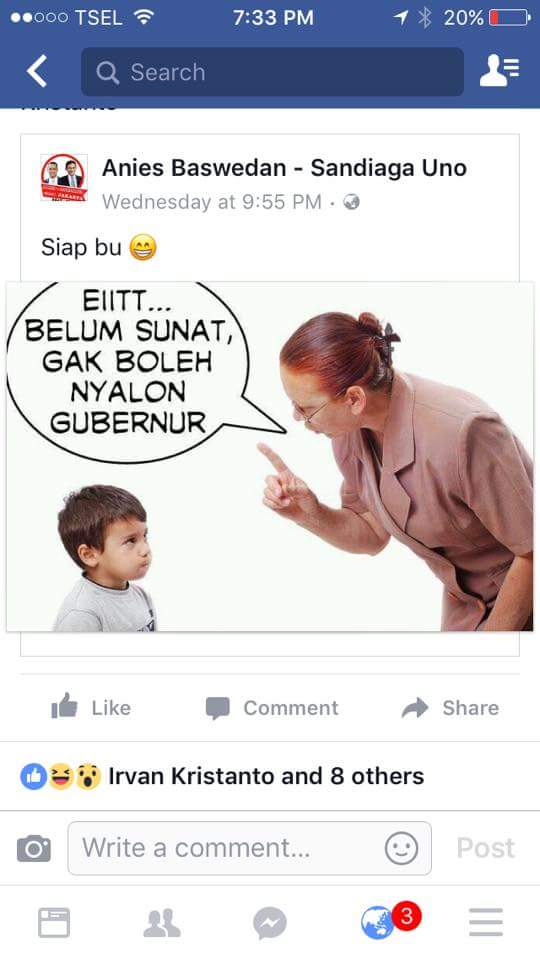 TSEL 7:33 PM 20%
Search
Anies Baswedan - Sandiaga Uno
Wednesday at 9:55 PM ·
Siap bu 😁
EIITT...
BELUM SUNAT,
GAK BOLEH
NYALON
GUBERNUR
Like Comment Share
Irvan Kristanto and 8 others
Write a comment... Post
3